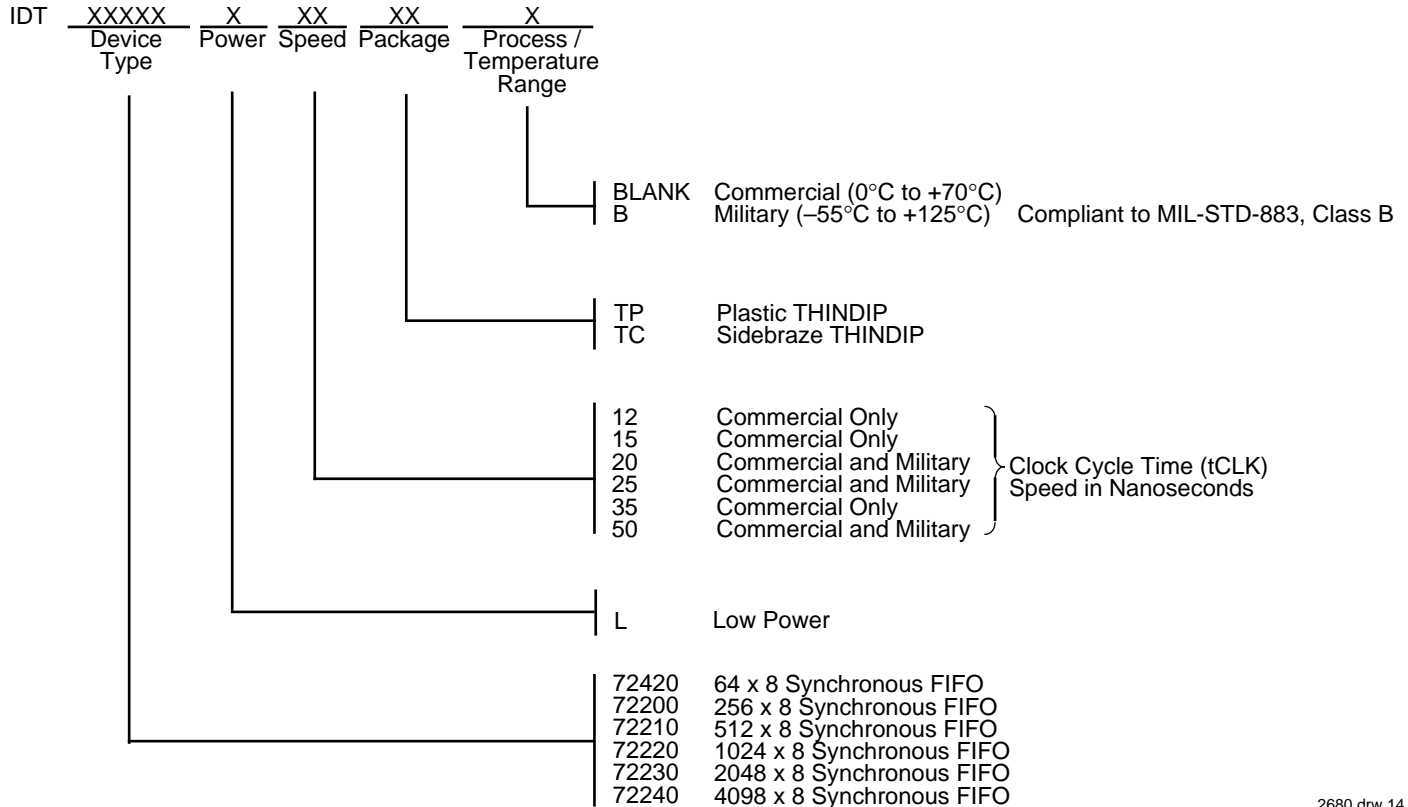 IDT XXXXX X XX XX X
Device Type Power Speed Package Process / Temperature Range
BLANK Commercial (0°C to +70°C)
B Military (–55°C to +125°C) Compliant to MIL-STD-883, Class B
TP Plastic THINDIP
TC Sidebraze THINDIP
12 Commercial Only
15 Commercial Only
20 Commercial and Military
25 Commercial and Military
35 Commercial Only
50 Commercial and Military
Clock Cycle Time (tCLK)
Speed in Nanoseconds
L Low Power
72420 64 x 8 Synchronous FIFO
72200 256 x 8 Synchronous FIFO
72210 512 x 8 Synchronous FIFO
72220 1024 x 8 Synchronous FIFO
72230 2048 x 8 Synchronous FIFO
72240 4098 x 8 Synchronous FIFO
2680 drw 14